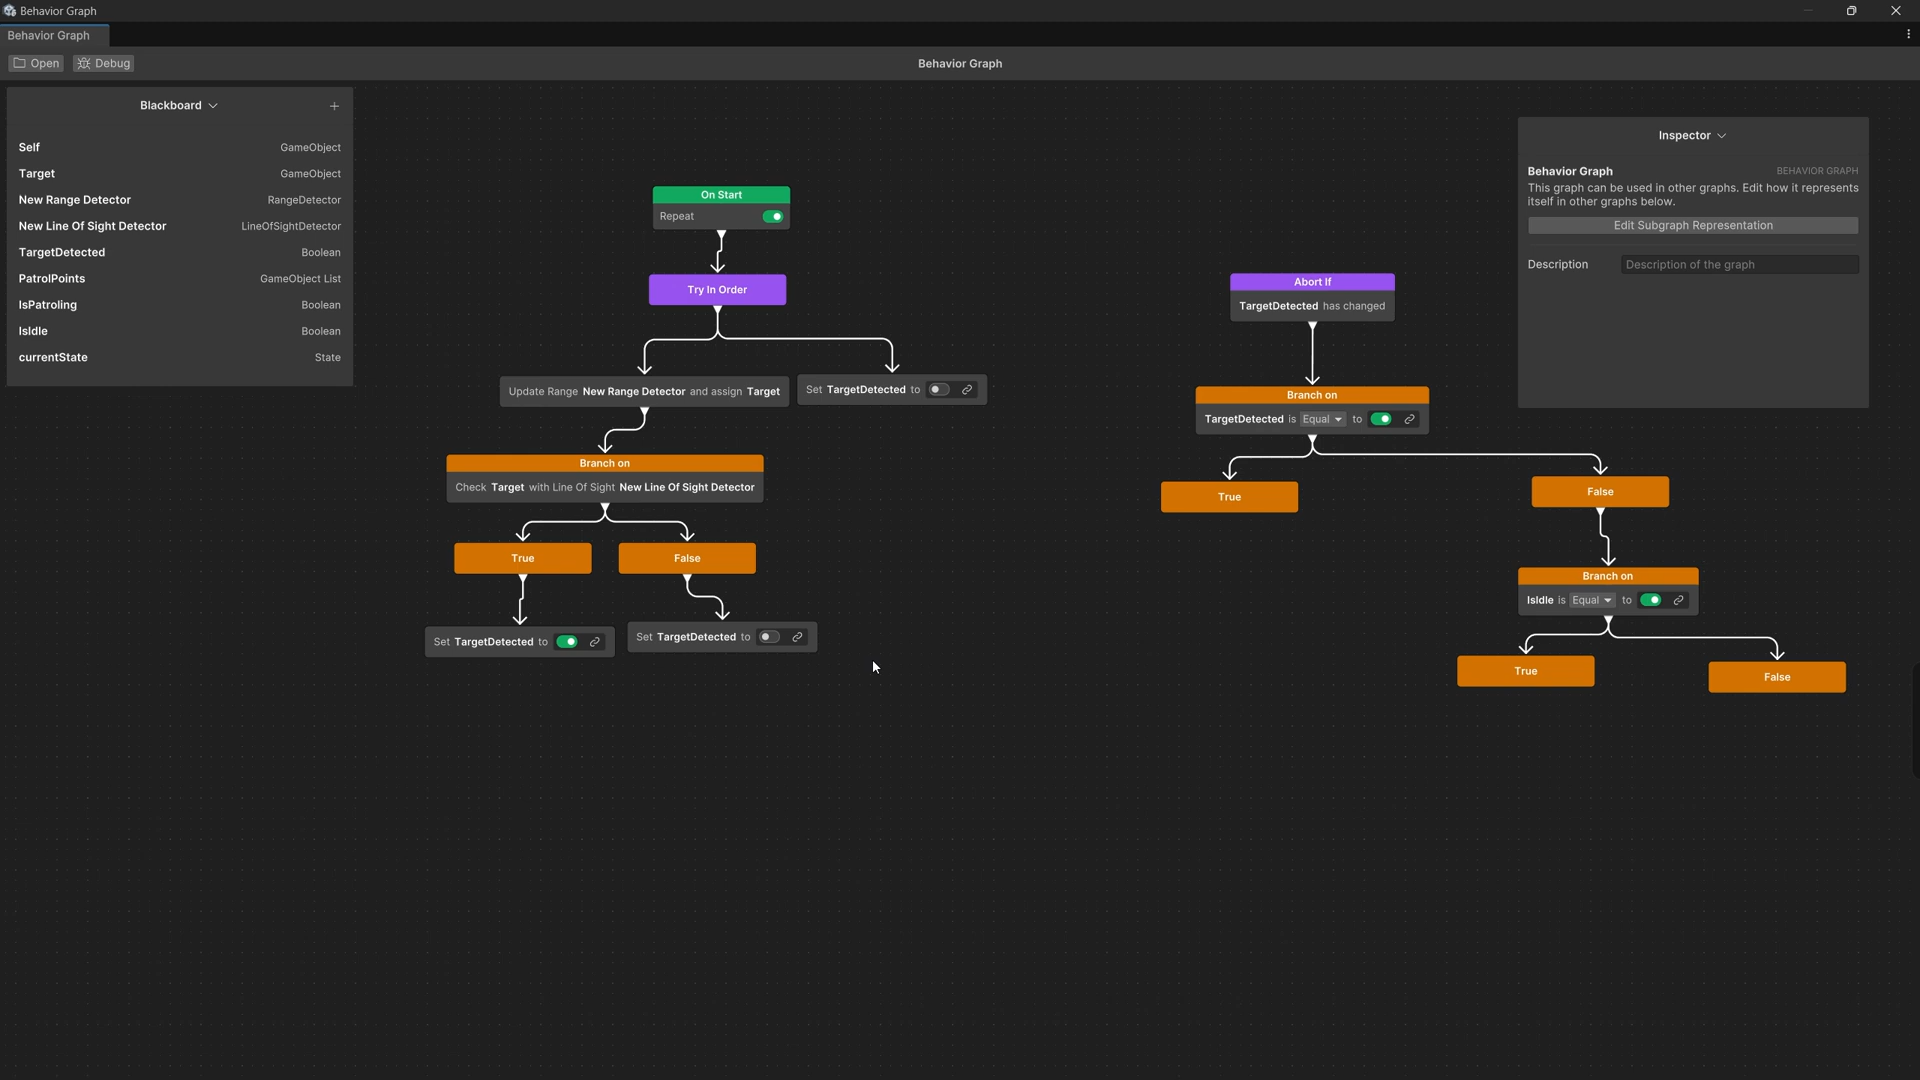 Behavior Graph
Behavior Graph
Open
Debug
Behavior Graph
Blackboard
Self GameObject
Target GameObject
New Range Detector RangeDetector
New Line Of Sight Detector LineOfSightDetector
TargetDetected Boolean
PatrolPoints GameObject List
IsPatroling Boolean
IsIdle Boolean
currentState State
On Start
Repeat
Try In Order
Update Range New Range Detector and assign Target
Set TargetDetected to
Branch on
Check Target with Line Of Sight New Line Of Sight Detector
True
False
Set TargetDetected to
Set TargetDetected to
Abort If
TargetDetected has changed
Branch on
TargetDetected is Equal to
True
False
Branch on
IsIdle is Equal to
True
False
Inspector
Behavior Graph BEHAVIOR GRAPH
This graph can be used in other graphs. Edit how it represents
itself in other graphs below.
Edit Subgraph Representation
Description Description of the graph